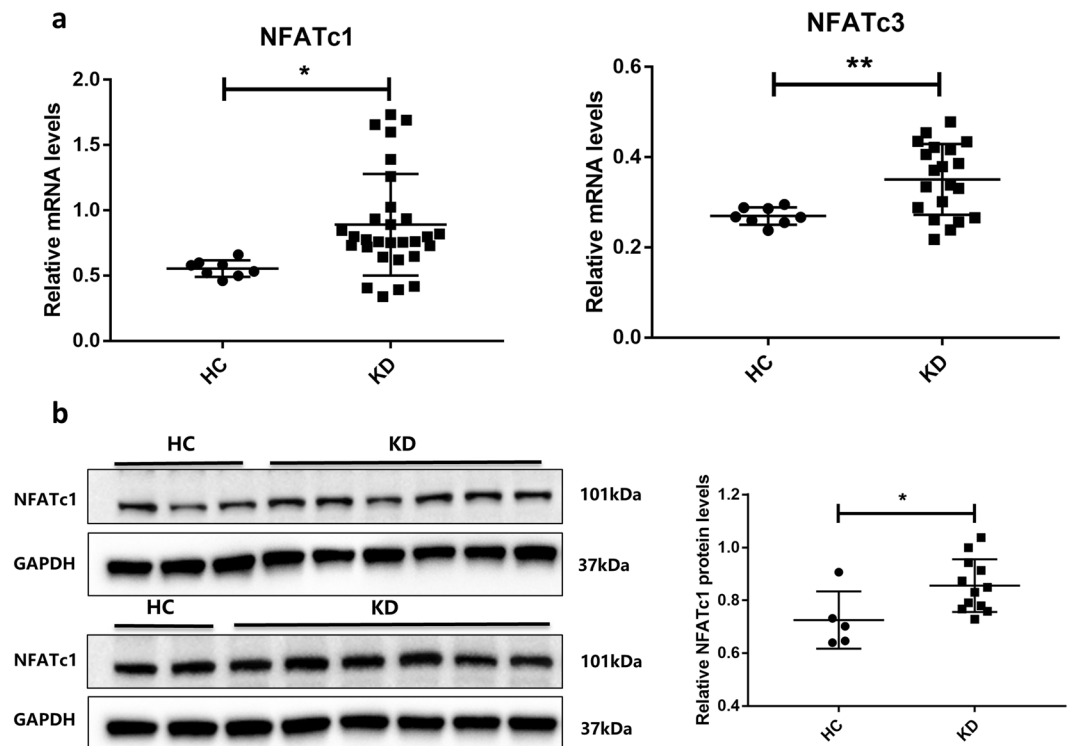 a
NFATc1
*
Relative mRNA levels
2.0
1.5
1.0
0.5
0.0
HC
KD
NFATc3
**
Relative mRNA levels
0.6
0.4
0.2
0.0
HC
KD
b
HC KD
NFATc1 101kDa
GAPDH 37kDa
HC KD
NFATc1 101kDa
GAPDH 37kDa
*
Relative NFATc1 protein levels
1.2
1.0
0.8
0.6
0.4
HC
KD